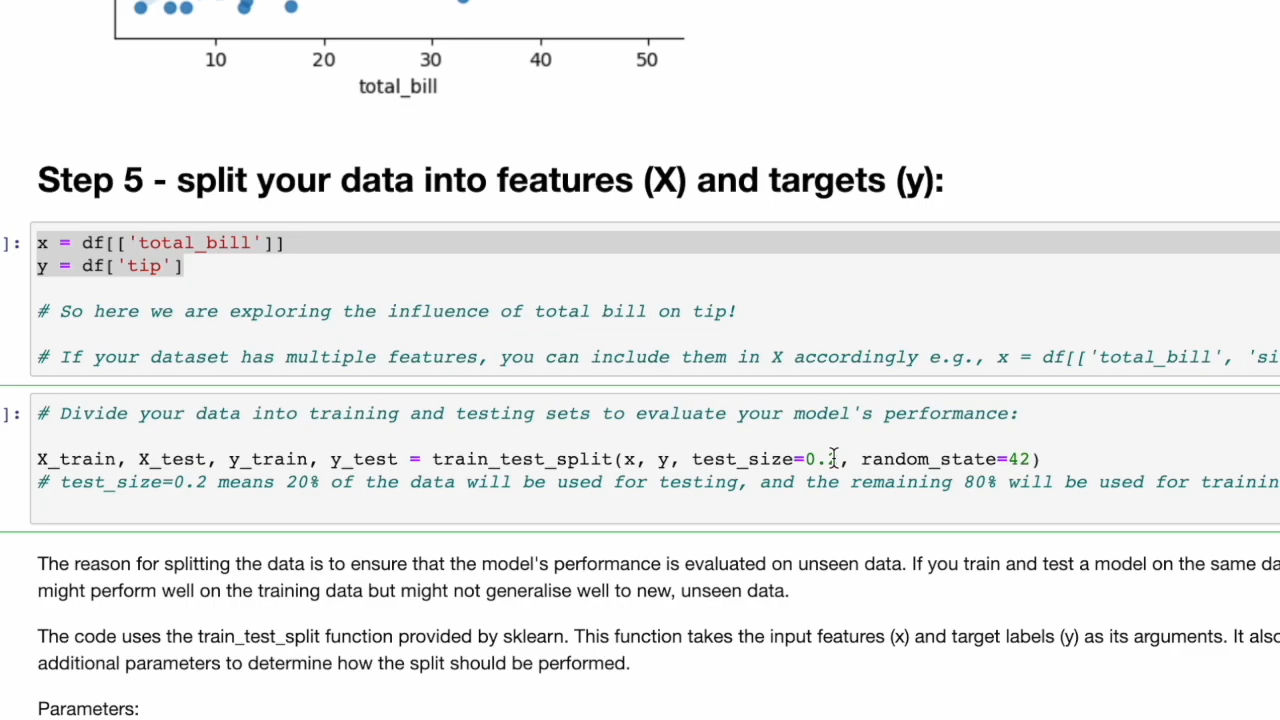 10 20 30 40 50
total_bill
Step 5 - split your data into features (X) and targets (y):
]: x = df[['total_bill']]
y = df['tip']
# So here we are exploring the influence of total bill on tip!
# If your dataset has multiple features, you can include them in X accordingly e.g., x = df[['total_bill', 'si
]: # Divide your data into training and testing sets to evaluate your model's performance:
X_train, X_test, y_train, y_test = train_test_split(x, y, test_size=0.2, random_state=42)
# test_size=0.2 means 20% of the data will be used for testing, and the remaining 80% will be used for trainin
The reason for splitting the data is to ensure that the model's performance is evaluated on unseen data. If you train and test a model on the same da
might perform well on the training data but might not generalise well to new, unseen data.
The code uses the train_test_split function provided by sklearn. This function takes the input features (x) and target labels (y) as its arguments. It also
additional parameters to determine how the split should be performed.
Parameters: